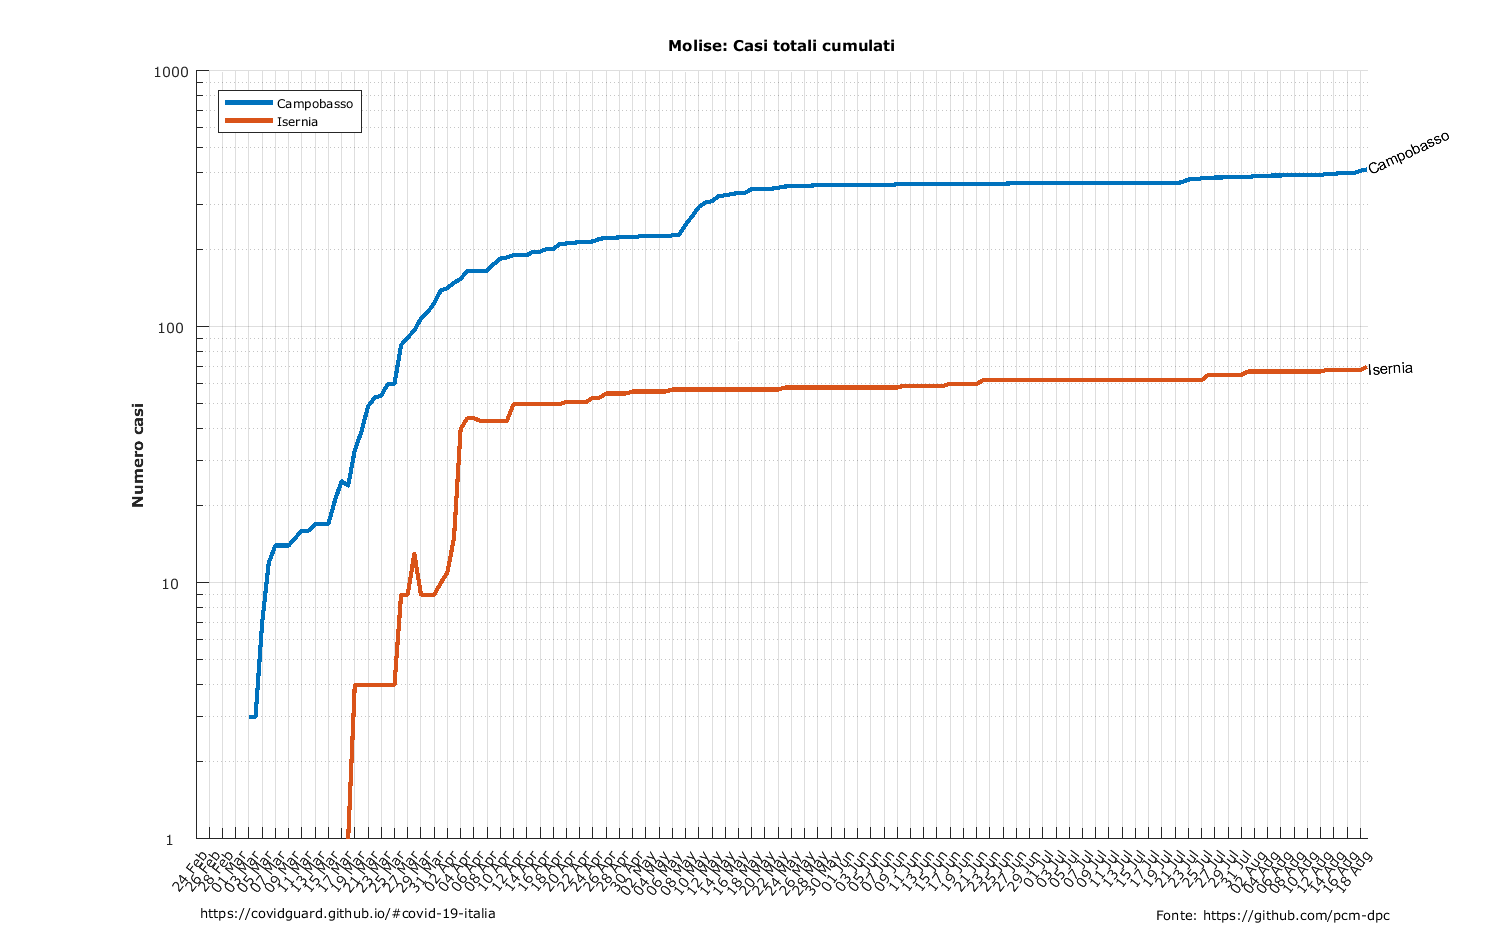 Molise: Casi totali cumulati
1000
100
10
1
Numero casi
Campobasso
Isernia
Campobasso
Isernia
24 Feb
26 Feb
28 Feb
01 Mar
03 Mar
05 Mar
07 Mar
09 Mar
11 Mar
13 Mar
15 Mar
17 Mar
19 Mar
21 Mar
23 Mar
25 Mar
27 Mar
29 Mar
31 Mar
02 Apr
04 Apr
06 Apr
08 Apr
10 Apr
12 Apr
14 Apr
16 Apr
18 Apr
20 Apr
22 Apr
24 Apr
26 Apr
28 Apr
30 Apr
02 May
04 May
06 May
08 May
10 May
12 May
14 May
16 May
18 May
20 May
22 May
24 May
26 May
28 May
30 May
01 Jun
03 Jun
05 Jun
07 Jun
09 Jun
11 Jun
13 Jun
15 Jun
17 Jun
19 Jun
21 Jun
23 Jun
25 Jun
27 Jun
29 Jun
01 Jul
03 Jul
05 Jul
07 Jul
09 Jul
11 Jul
13 Jul
15 Jul
17 Jul
19 Jul
21 Jul
23 Jul
25 Jul
27 Jul
29 Jul
31 Jul
02 Aug
04 Aug
06 Aug
08 Aug
10 Aug
12 Aug
14 Aug
16 Aug
18 Aug
https://covidguard.github.io/#covid-19-italia
Fonte: https://github.com/pcm-dpc